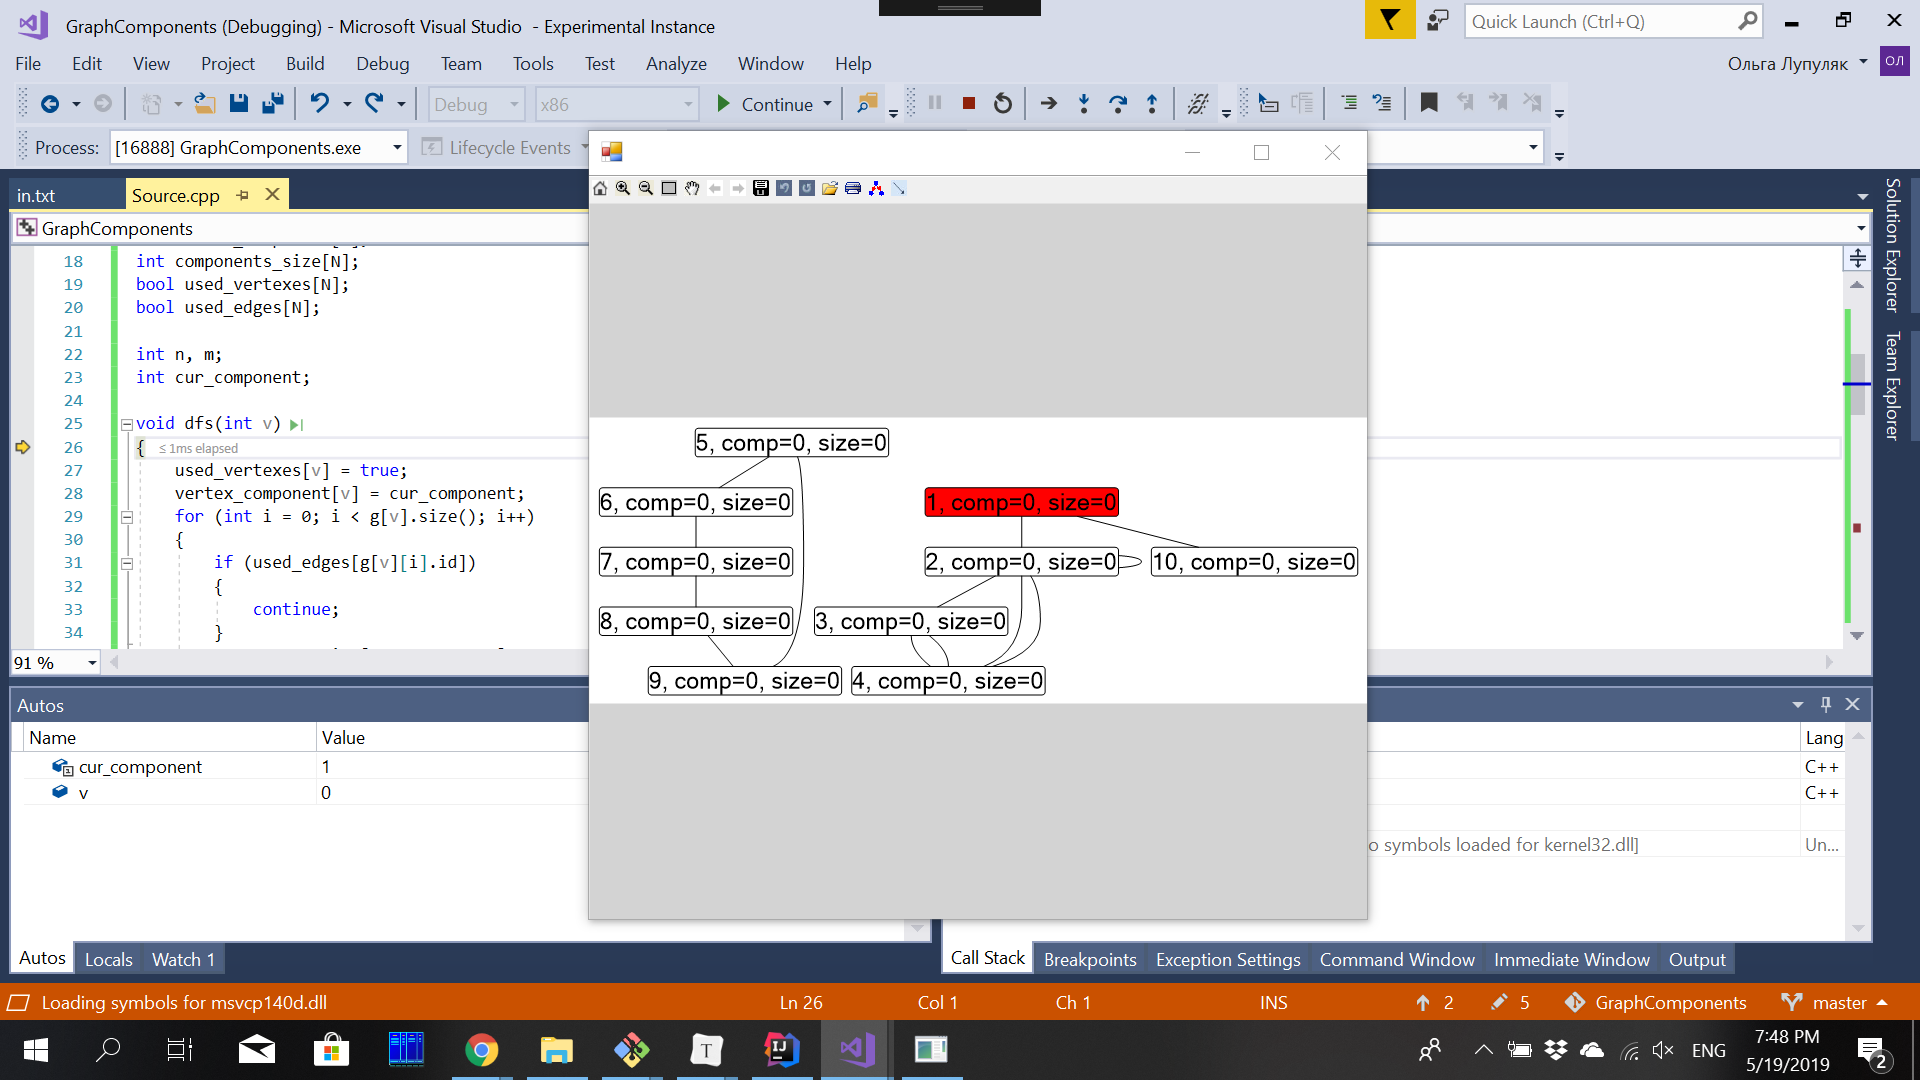 GraphComponents (Debugging) - Microsoft Visual Studio - Experimental Instance
Quick Launch (Ctrl+Q)
File Edit View Project Build Debug Team Tools Test Analyze Window Help
Ольга Лупуляк
ОЛ
Debug x86 Continue
Process: [16888] GraphComponents.exe Lifecycle Events
in.txt Source.cpp
GraphComponents
18 int components_size[N];
19 bool used_vertexes[N];
20 bool used_edges[N];
21
22 int n, m;
23 int cur_component;
24
25 void dfs(int v)
26 { ≤ 1ms elapsed
27 used_vertexes[v] = true;
28 vertex_component[v] = cur_component;
29 for (int i = 0; i < g[v].size(); i++)
30 {
31 if (used_edges[g[v][i].id])
32 {
33 continue;
34 }
91 %
5, comp=0, size=0
6, comp=0, size=0
1, comp=0, size=0
7, comp=0, size=0
2, comp=0, size=0
10, comp=0, size=0
8, comp=0, size=0
3, comp=0, size=0
9, comp=0, size=0
4, comp=0, size=0
Solution Explorer
Team Explorer
Autos
Name Value
cur_component 1
v 0
Lang
C++
C++
o symbols loaded for kernel32.dll] Un...
Autos Locals Watch 1
Call Stack Breakpoints Exception Settings Command Window Immediate Window Output
Loading symbols for msvcp140d.dll Ln 26 Col 1 Ch 1 INS 2 5 GraphComponents master
T
IJ
ENG
7:48 PM
5/19/2019
2